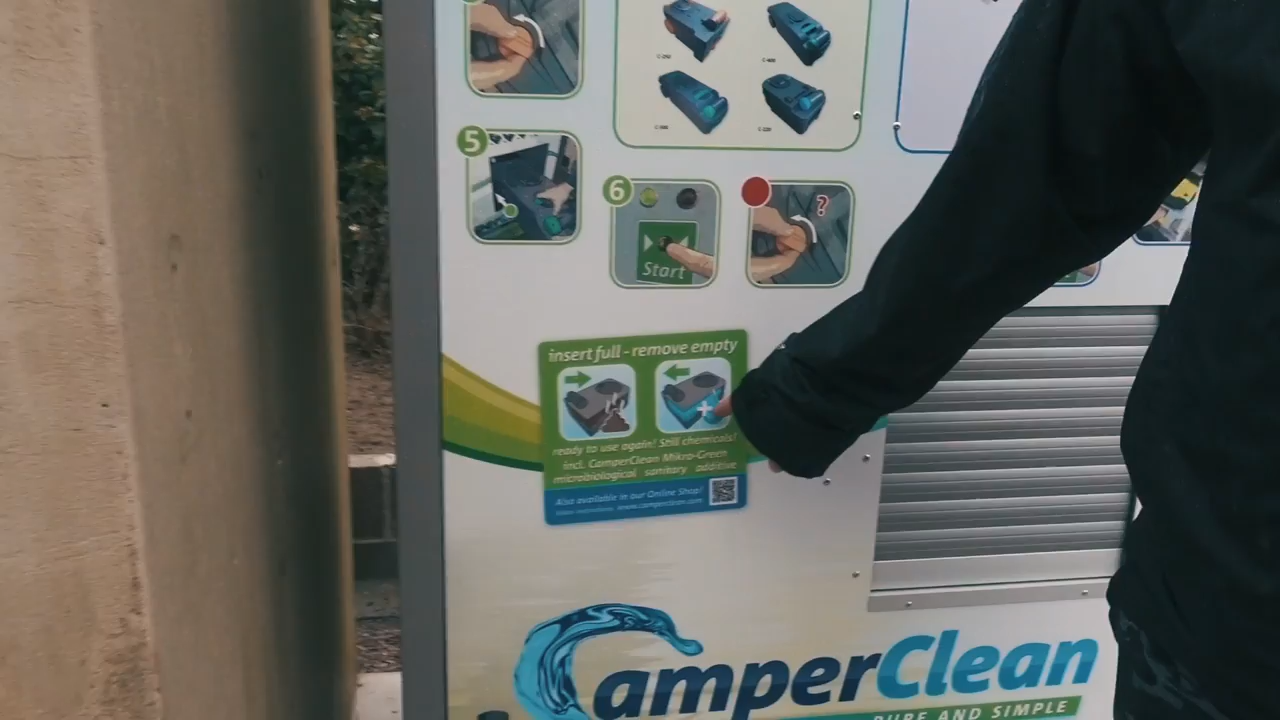 5
6
?
Start
insert full - remove empty
ready to use again! Still chemicals!
incl. CamperClean Mikro-Green
microbiological sanitary additive
Also available in our Online Shop!
www.camperclean.com
CamperClean
PURE AND SIMPLE